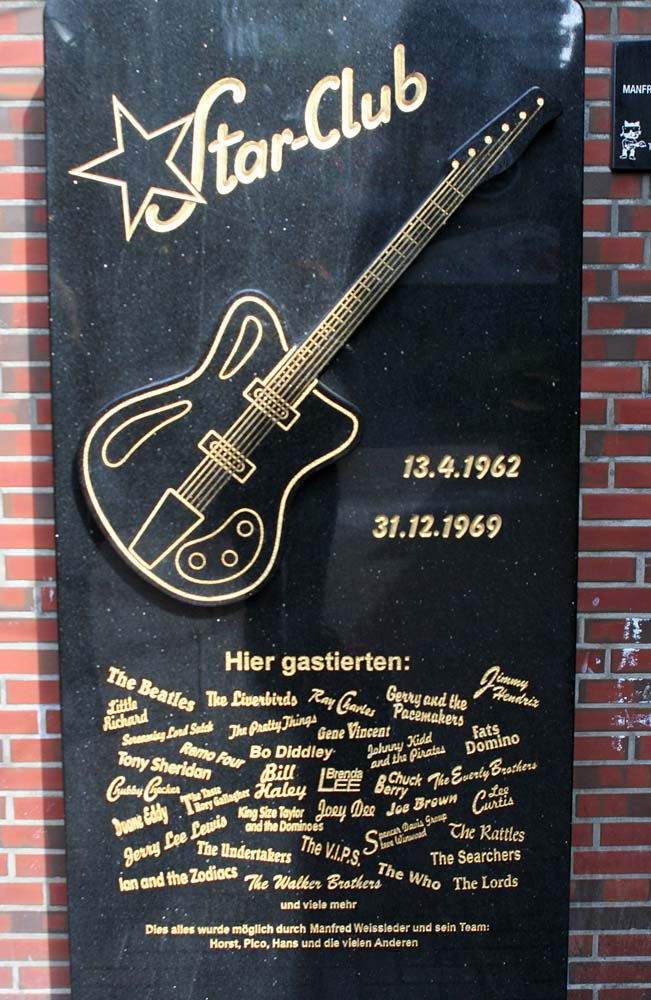 Star-Club
MANFR
T
13.4.1962
31.12.1969
Hier gastierten:
The Beatles The Liverbirds Ray Charles Gerry and the Pacemakers Jimmy Hendrix
Little Richard Screaming Lord Sutch The Pretty Things Gene Vincent Johnny Kidd and the Pirates Fats Domino
Tony Sheridan Remo Four Bo Diddley
Chubby Checker The Taste Rory Gallagher Bill Haley Brenda LEE Chuck Berry The Everly Brothers
Duane Eddy King Size Taylor and the Dominoes Joey Dee Joe Brown Lee Curtis
Jerry Lee Lewis The Undertakers The V.I.P.S. Spencer Davis Group Steve Winwood The Rattles
The Searchers
Ian and the Zodiacs The Walker Brothers The Who The Lords
und viele mehr
Dies alles wurde möglich durch Manfred Weissleder und sein Team:
Horst, Pico, Hans und die vielen Anderen